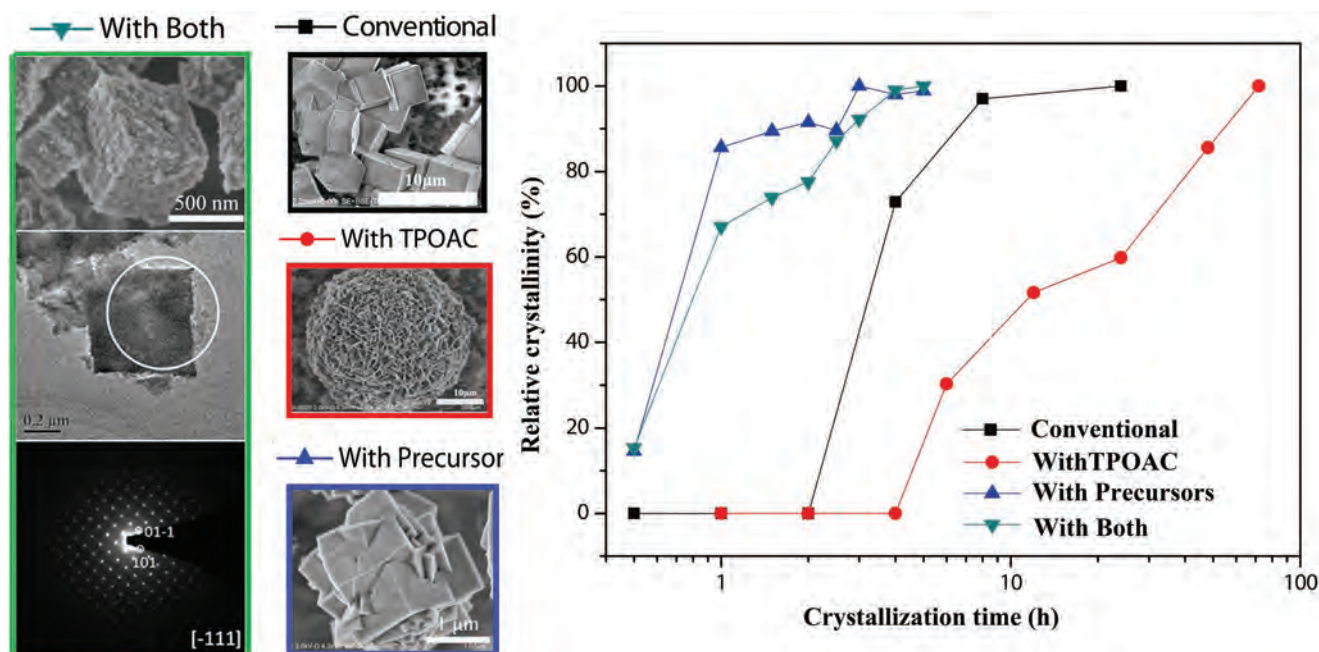 With Both
500 nm
0.2 μm
01-1
101
[-111]
Conventional
10μm
With TPOAC
10μm
With Precursor
1 μm
Relative crystallinity (%)
100
80
60
40
20
0
Conventional
WithTPOAC
With Precursors
With Both
1
10
100
Crystallization time (h)